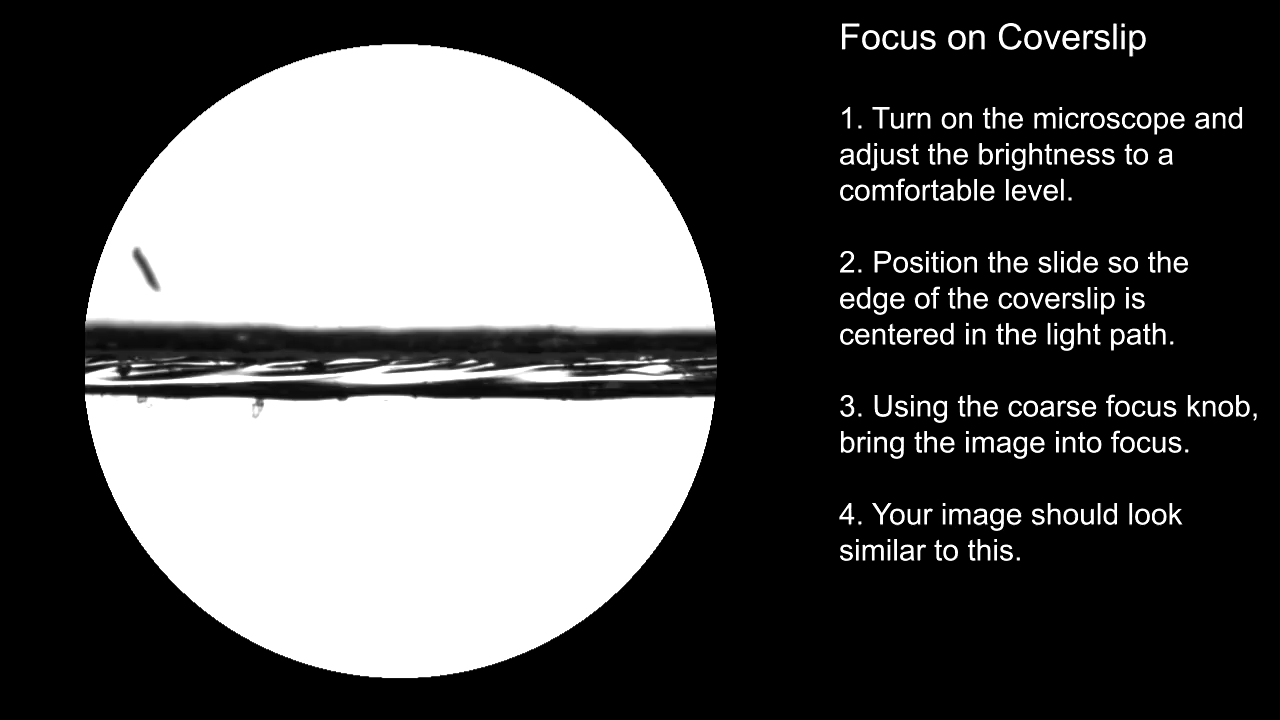 Focus on Coverslip
1. Turn on the microscope and
adjust the brightness to a
comfortable level.
2. Position the slide so the
edge of the coverslip is
centered in the light path.
3. Using the coarse focus knob,
bring the image into focus.
4. Your image should look
similar to this.